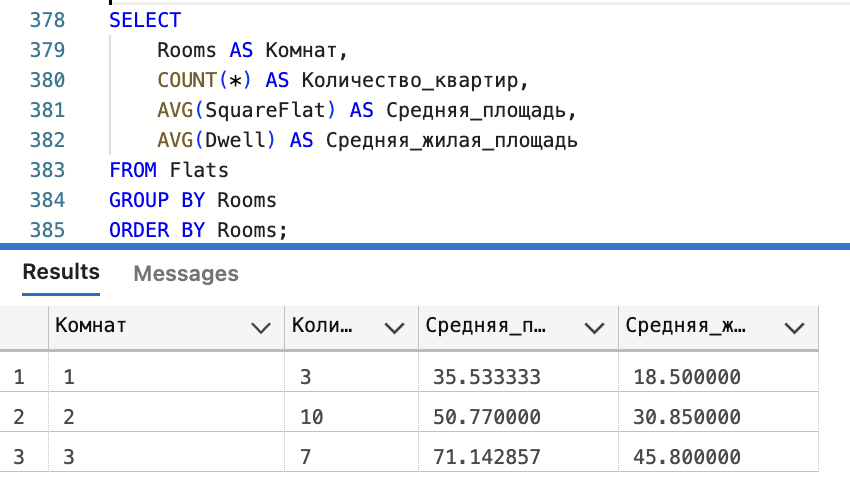 378 SELECT
379 Rooms AS Комнат,
380 COUNT(*) AS Количество_квартир,
381 AVG(SquareFlat) AS Средняя_площадь,
382 AVG(Dwell) AS Средняя_жилая_площадь
383 FROM Flats
384 GROUP BY Rooms
385 ORDER BY Rooms;
Results Messages
Комнат Коли… Средняя_п… Средняя_ж…
1 1 3 35.533333 18.500000
2 2 10 50.770000 30.850000
3 3 7 71.142857 45.800000